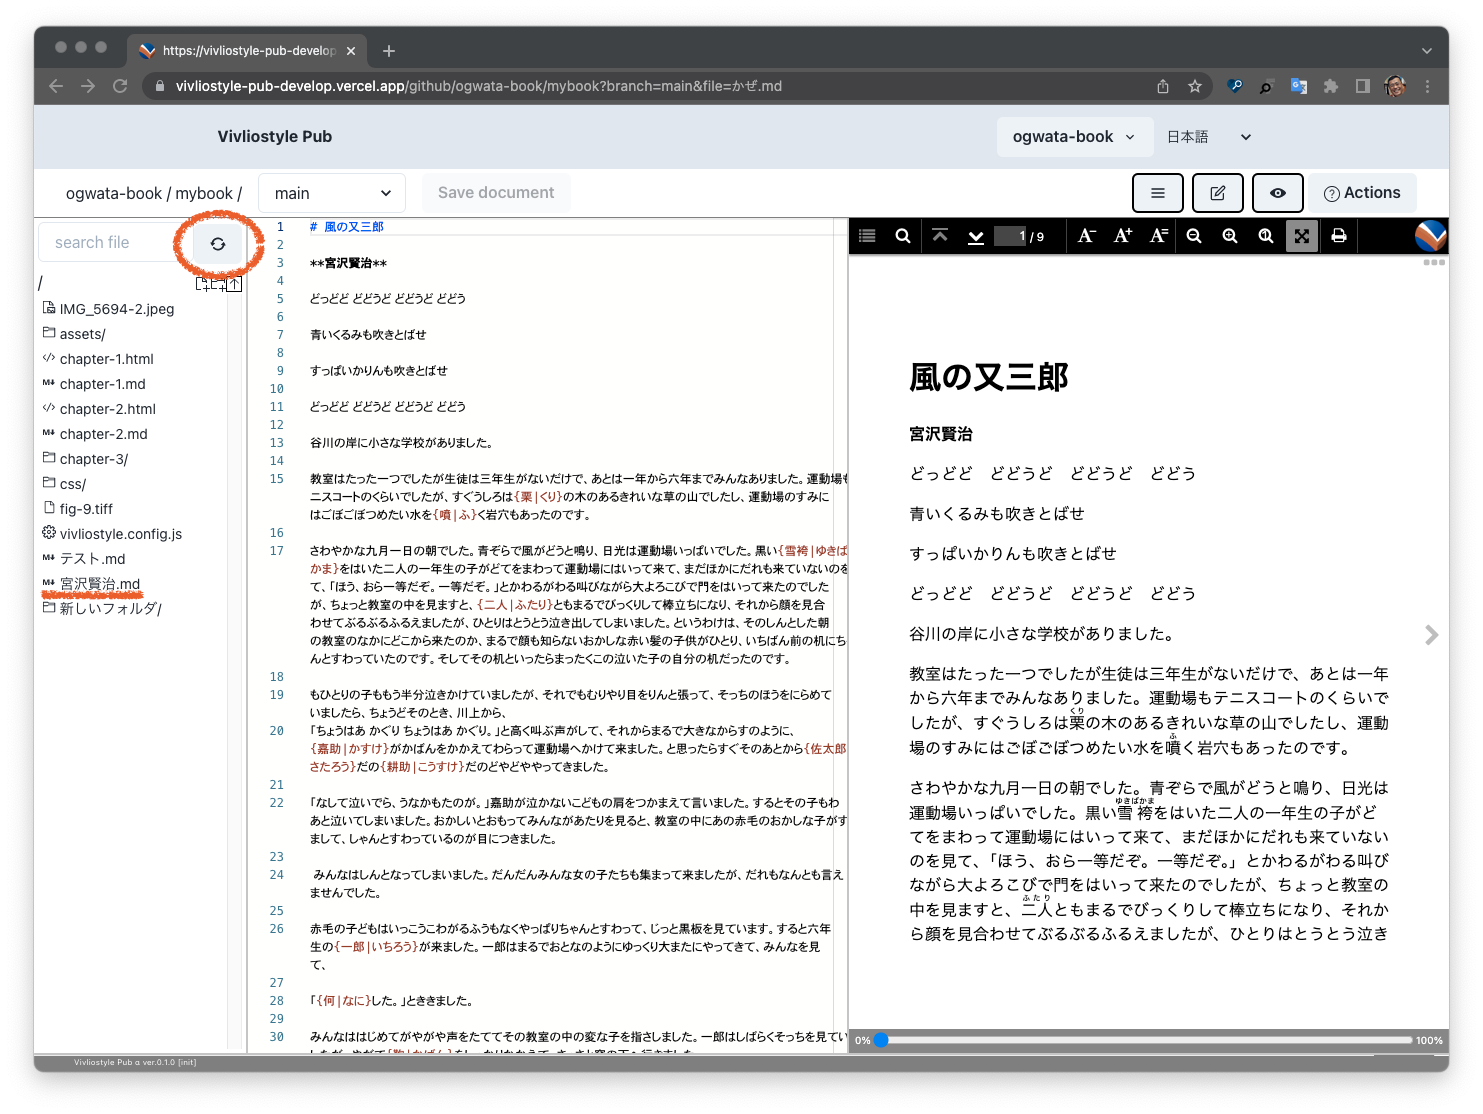 https://vivliostyle-pub-develop
vivliostyle-pub-develop.vercel.app/github/ogwata-book/mybook?branch=main&file=かぜ.md
Vivliostyle Pub
ogwata-book
日本語
ogwata-book / mybook /
main
Save document
Actions
search file
/
IMG_5694-2.jpeg
assets/
chapter-1.html
chapter-1.md
chapter-2.html
chapter-2.md
chapter-3/
css/
fig-9.tiff
vivliostyle.config.js
テスト.md
宮沢賢治.md
新しいフォルダ/
1 # 風の又三郎
2
3 **宮沢賢治**
4
5 どっどど どどうど どどうど どどう
6
7 青いくるみも吹きとばせ
8
9 すっぱいかりんも吹きとばせ
10
11 どっどど どどうど どどうど どどう
12
13 谷川の岸に小さな学校がありました。
14
15 教室はたった一つでしたが生徒は三年生がないだけで、あとは一年から六年までみんなありました。運動場も
ニスコートのくらいでしたが、すぐうしろは{栗|くり}の木のあるきれいな草の山でしたし、運動場のすみに
はごぼごぼつめたい水を{噴|ふ}く岩穴もあったのです。
16
17 さわやかな九月一日の朝でした。青ぞらで風がどうと鳴り、日光は運動場いっぱいでした。黒い{雪袴|ゆきば
かま}をはいた二人の一年生の子がどてをまわって運動場にはいって来て、まだほかにだれも来ていないのを
て、「ほう、おら一等だぞ。一等だぞ。」とかわるがわる叫びながら大よろこびで門をはいって来たのでした
が、ちょっと教室の中を見ますと、{二人|ふたり}ともまるでびっくりして棒立ちになり、それから顔を見合
わせてぶるぶるふるえましたが、ひとりはとうとう泣き出してしまいました。というわけは、そのしんとした朝
の教室のなかにどこから来たのか、まるで顔も知らないおかしな赤い髪の子供がひとり、いちばん前の机にち
んとすわっていたのです。そしてその机といったらまったくこの泣いた子の自分の机だったのです。
18
19 もひとりの子ももう半分泣きかけていましたが、それでもむりやり目をりんと張って、そっちのほうをにらめて
いましたら、ちょうどそのとき、川上から、
20 「ちょうはあ かぐり ちょうはあ かぐり。」と高く叫ぶ声がして、それからまるで大きなからすのように、
{嘉助|かすけ}がかばんをかかえてわらって運動場へかけて来ました。と思ったらすぐそのあとから{佐太郎
さたろう}だの{耕助|こうすけ}だのどやどややってきました。
21
22 「なして泣いでら、うなかもたのが。」嘉助が泣かないこどもの肩をつかまえて言いました。するとその子もわ
あと泣いてしまいました。おかしいとおもってみんながあたりを見ると、教室の中にあの赤毛のおかしな子がす
まして、しゃんとすわっているのが目につきました。
23
24 みんなはしんとなってしまいました。だんだんみんな女の子たちも集まって来ましたが、だれもなんとも言え
ませんでした。
25
26 赤毛の子どもはいっこうこわがるふうもなくやっぱりちゃんとすわって、じっと黒板を見ています。すると六年
生の{一郎|いちろう}が来ました。一郎はまるでおとなのようにゆっくり大またにやってきて、みんなを見
て、
27
28 「{何|なに}した。」とききました。
29
30 みんなははじめてがやがや声をたててその教室の中の変な子を指さしました。一郎はしばらくそっちを見てい
1 / 9
風の又三郎
宮沢賢治
どっどど どどうど どどうど どどう
青いくるみも吹きとばせ
すっぱいかりんも吹きとばせ
どっどど どどうど どどうど どどう
谷川の岸に小さな学校がありました。
教室はたった一つでしたが生徒は三年生がないだけで、あとは一年
から六年までみんなありました。運動場もテニスコートのくらいで
くり
したが、すぐうしろは栗の木のあるきれいな草の山でしたし、運動
ふ
場のすみにはごぼごぼつめたい水を噴く岩穴もあったのです。
さわやかな九月一日の朝でした。青ぞらで風がどうと鳴り、日光は
ゆきばかま
運動場いっぱいでした。黒い雪袴をはいた二人の一年生の子がど
てをまわって運動場にはいって来て、まだほかにだれも来ていない
のを見て、「ほう、おら一等だぞ。一等だぞ。」とかわるがわる叫び
ながら大よろこびで門をはいって来たのでしたが、ちょっと教室の
ふたり
中を見ますと、二人ともまるでびっくりして棒立ちになり、それか
ら顔を見合わせてぶるぶるふるえましたが、ひとりはとうとう泣き
0%
100%
Vivliostyle Pub α ver.0.1.0 [init]